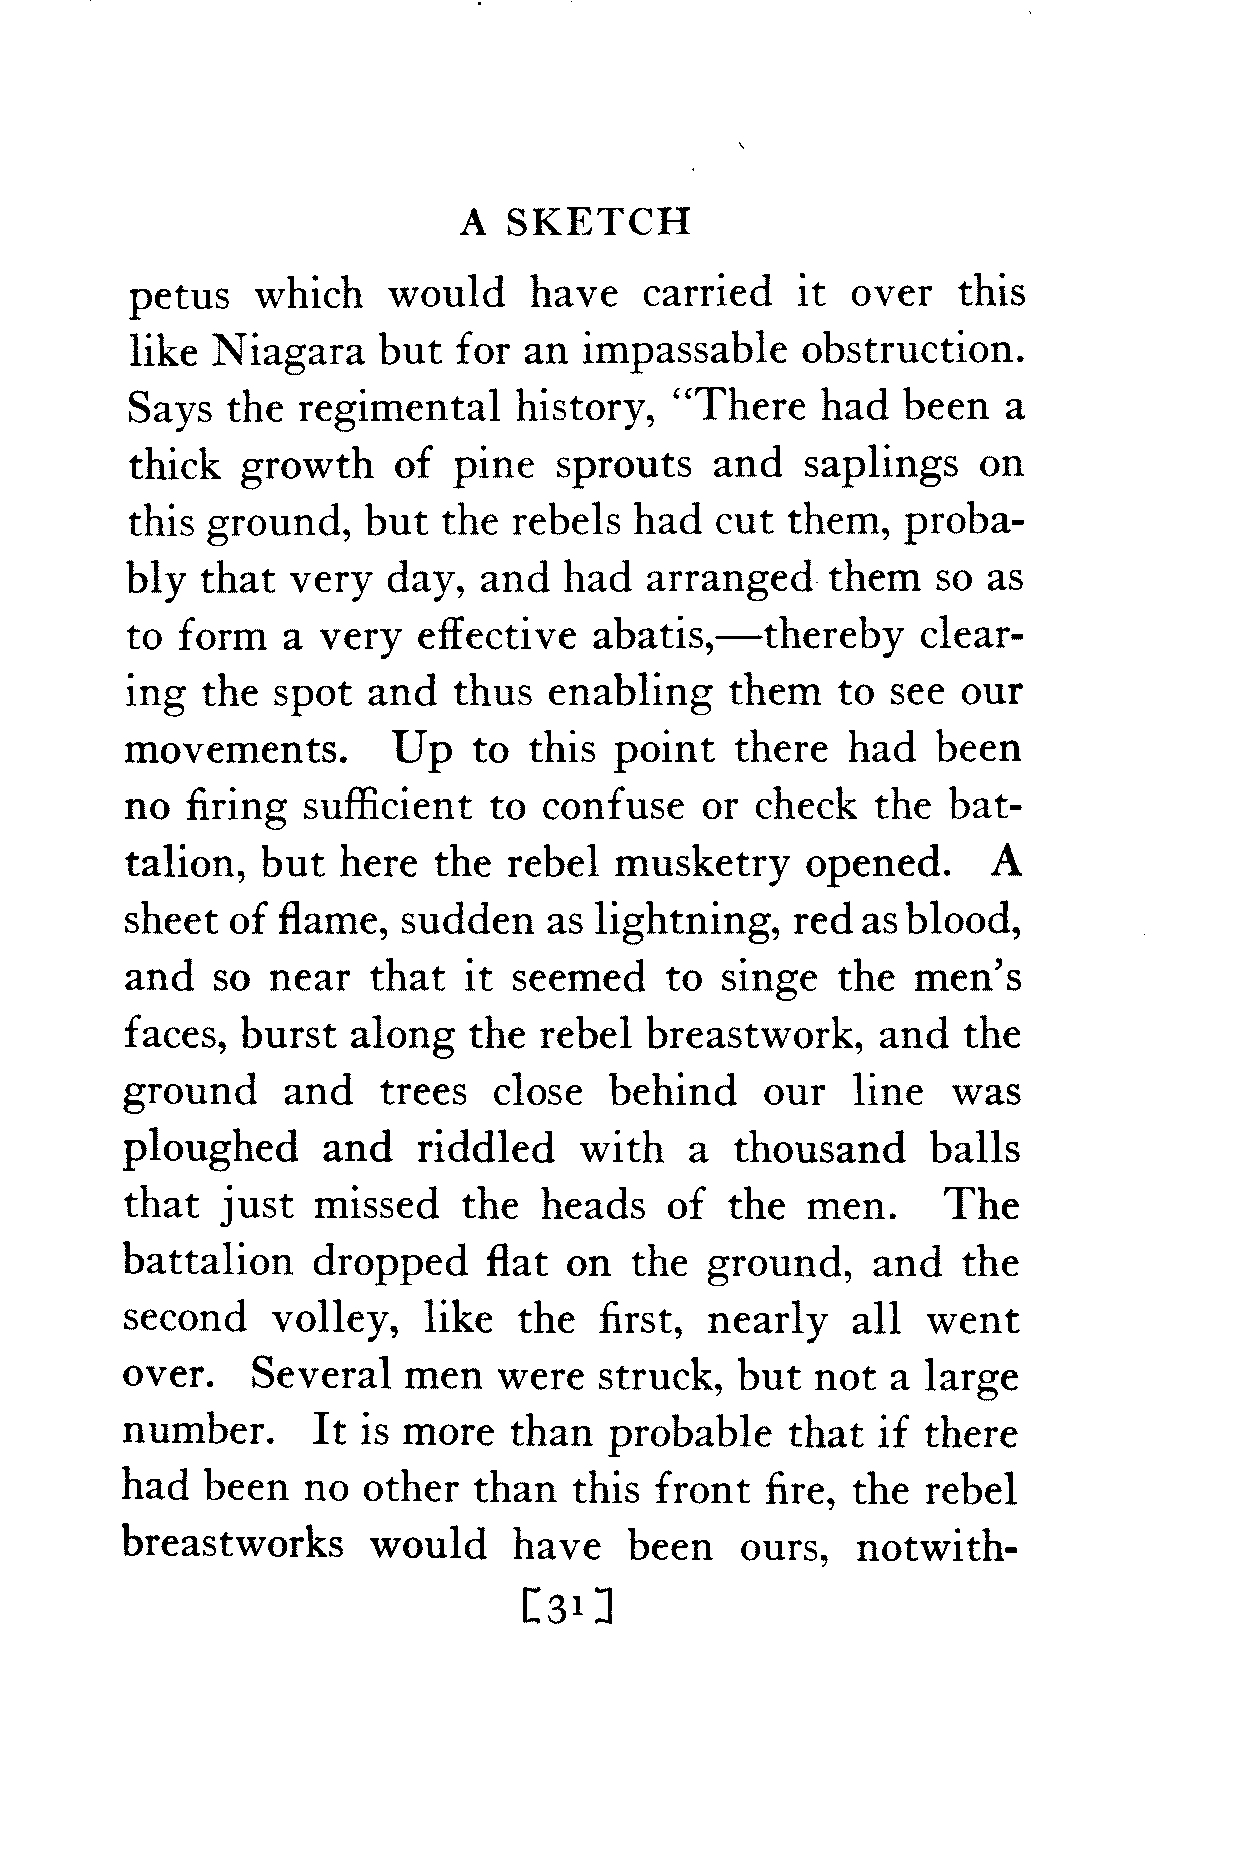 A SKETCH
petus which would have carried it over this
like Niagara but for an impassable obstruction.
Says the regimental history, “There had been a
thick growth of pine sprouts and saplings on
this ground, but the rebels had cut them, proba-
bly that very day, and had arranged them so as
to form a very effective abatis,—thereby clear-
ing the spot and thus enabling them to see our
movements. Up to this point there had been
no firing sufficient to confuse or check the bat-
talion, but here the rebel musketry opened. A
sheet of flame, sudden as lightning, red as blood,
and so near that it seemed to singe the men’s
faces, burst along the rebel breastwork, and the
ground and trees close behind our line was
ploughed and riddled with a thousand balls
that just missed the heads of the men. The
battalion dropped flat on the ground, and the
second volley, like the first, nearly all went
over. Several men were struck, but not a large
number. It is more than probable that if there
had been no other than this front fire, the rebel
breastworks would have been ours, notwith-
[31]